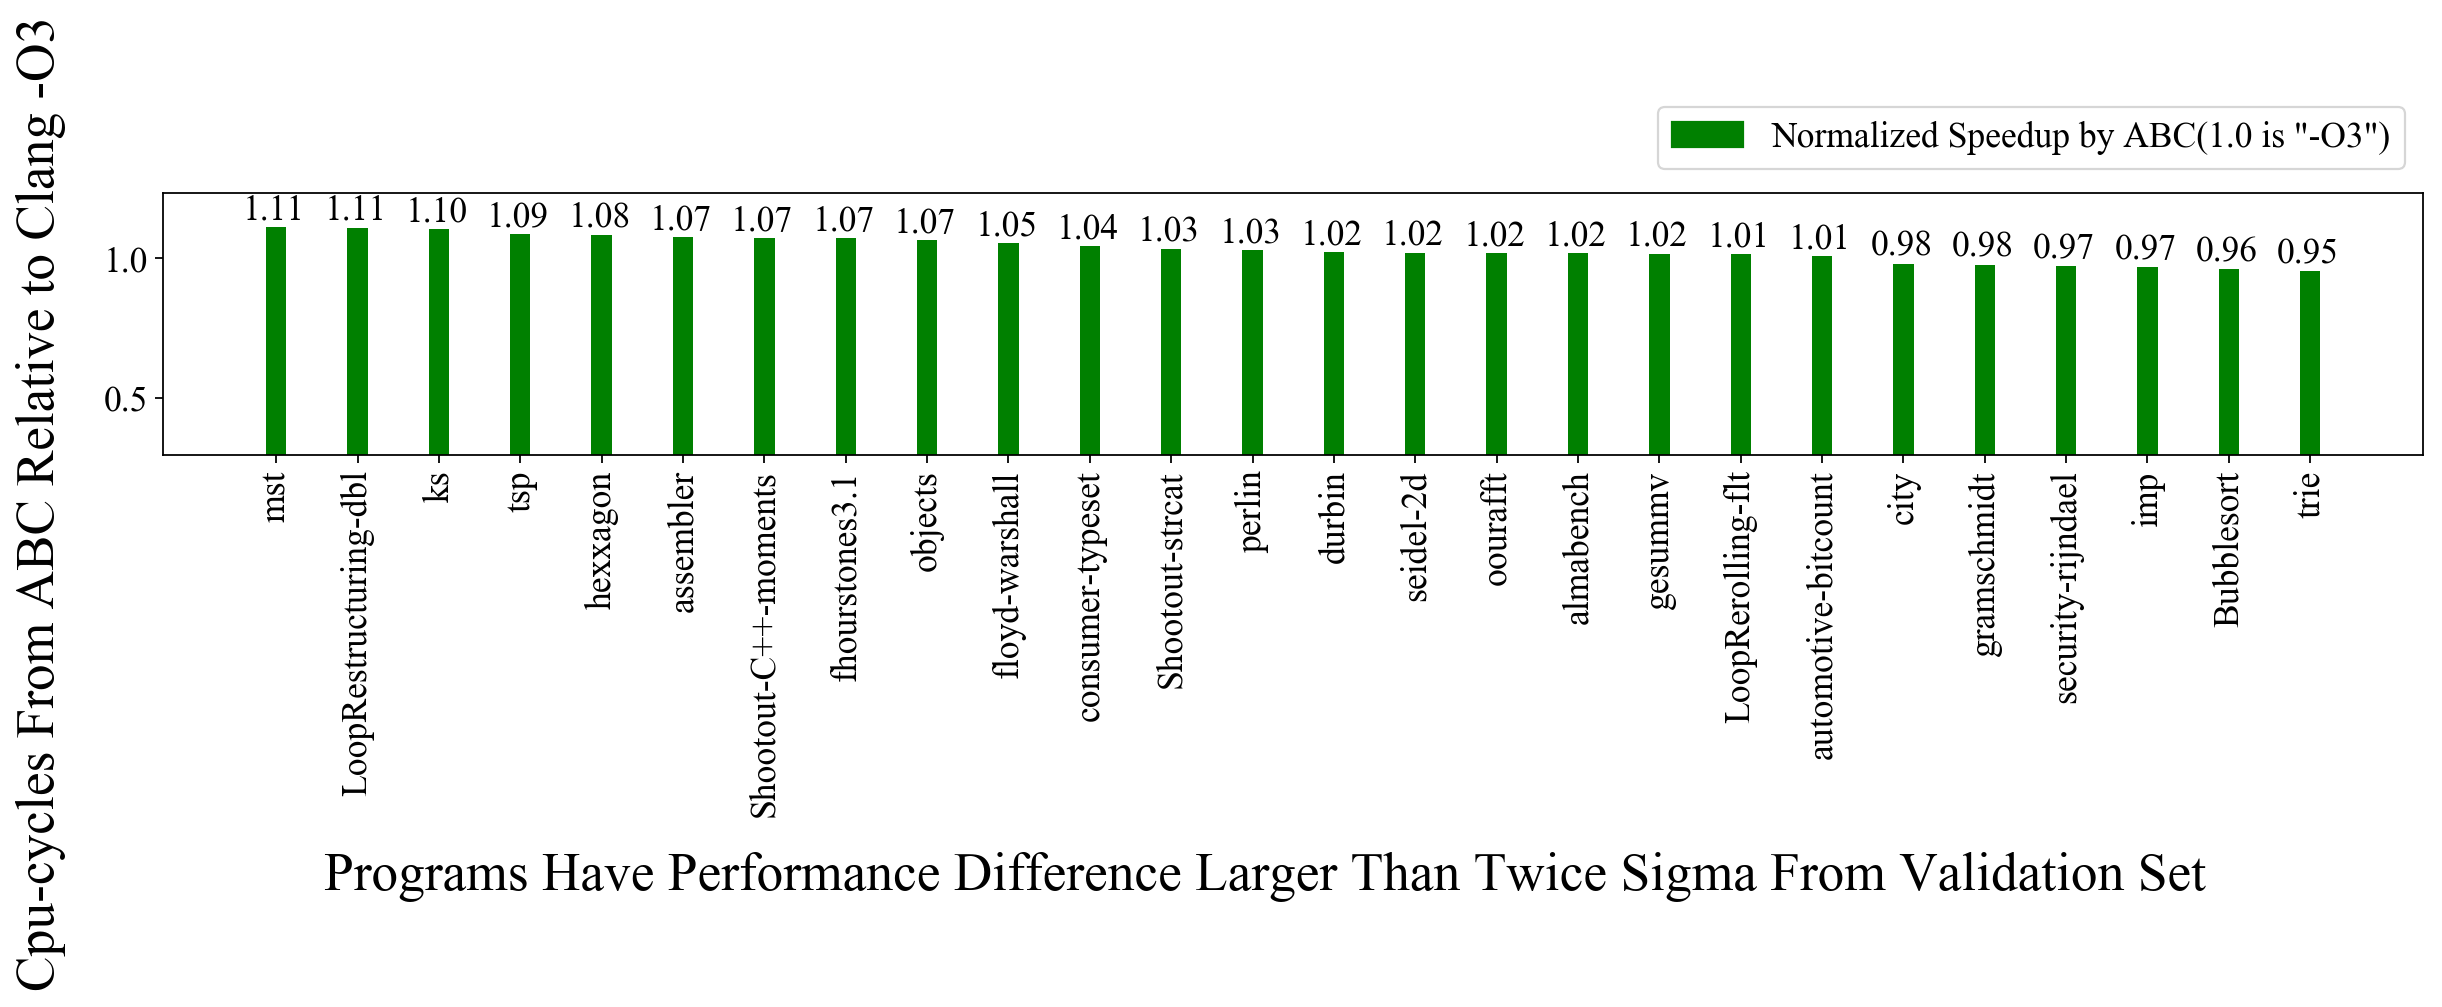 Cpu-cycles From ABC Relative to Clang -O3
Normalized Speedup by ABC(1.0 is "-O3")
1.0
0.5
1.11
1.11
1.10
1.09
1.08
1.07
1.07
1.07
1.07
1.05
1.04
1.03
1.03
1.02
1.02
1.02
1.02
1.02
1.01
1.01
0.98
0.98
0.97
0.97
0.96
0.95
mst
LoopRestructuring-dbl
ks
tsp
hexxagon
assembler
Shootout-C++-moments
fhourstones3.1
objects
floyd-warshall
consumer-typeset
Shootout-strcat
perlin
durbin
seidel-2d
oourafft
almabench
gesummv
LoopRerolling-flt
automotive-bitcount
city
gramschmidt
security-rijndael
imp
Bubblesort
trie
Programs Have Performance Difference Larger Than Twice Sigma From Validation Set